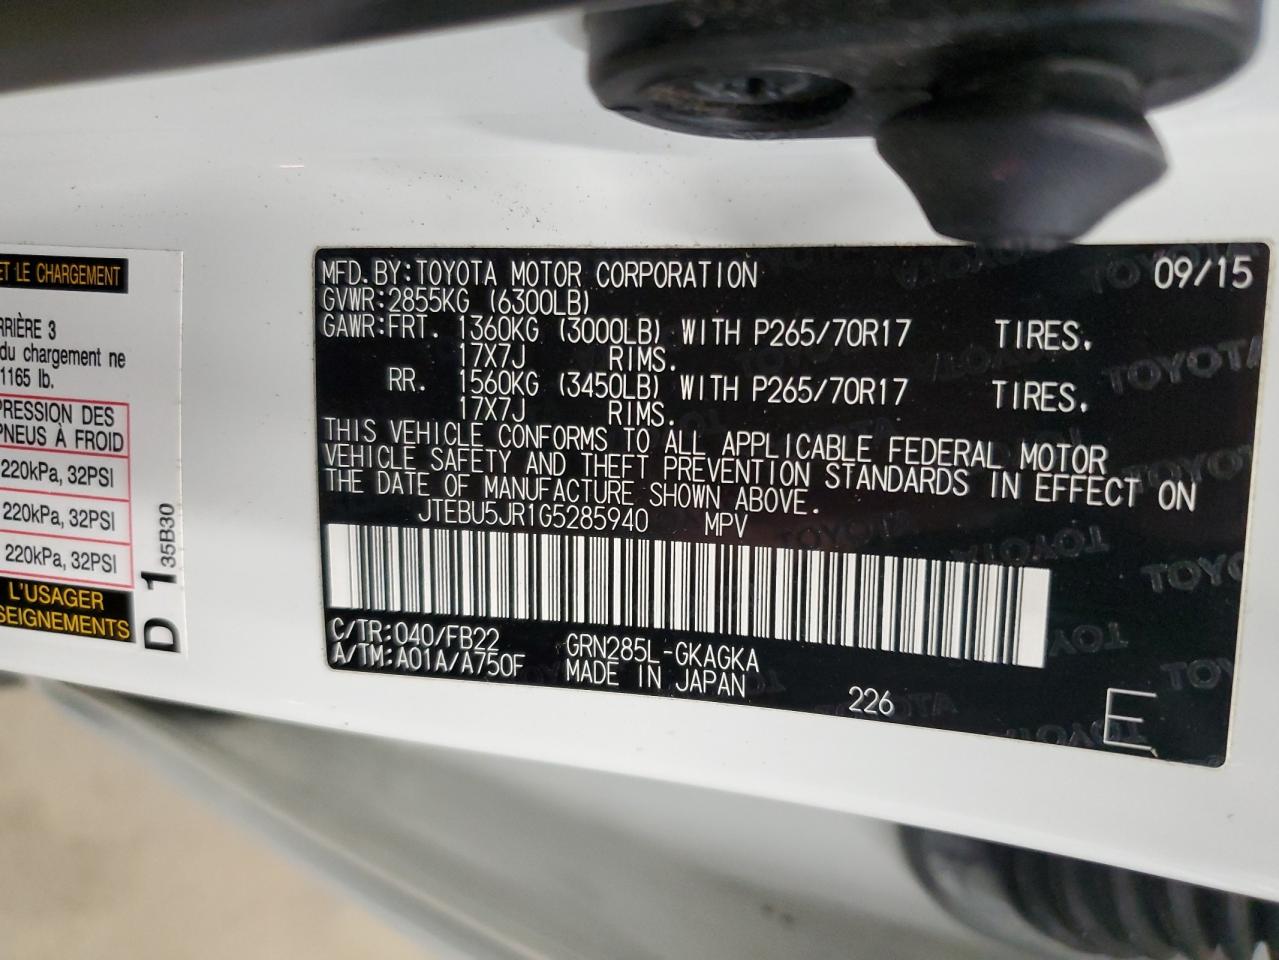 ET LE CHARGEMENT
RRIÈRE 3
du chargement ne
1165 lb.
PRESSION DES
PNEUS À FROID
220kPa, 32PSI
220kPa, 32PSI
220kPa, 32PSI
L'USAGER
SEIGNEMENTS
D 1 35B30
MFD.BY:TOYOTA MOTOR CORPORATION 09/15
GVWR:2855KG (6300LB)
GAWR:FRT. 1360KG (3000LB) WITH P265/70R17 TIRES.
17X7J RIMS.
RR. 1560KG (3450LB) WITH P265/70R17 TIRES.
17X7J RIMS.
THIS VEHICLE CONFORMS TO ALL APPLICABLE FEDERAL MOTOR
VEHICLE SAFETY AND THEFT PREVENTION STANDARDS IN EFFECT ON
THE DATE OF MANUFACTURE SHOWN ABOVE.
JTEBU5JR1G5285940 MPV
C/TR:040/FB22 GRN285L-GKAGKA
A/TM:A01A/A750F MADE IN JAPAN
226
E